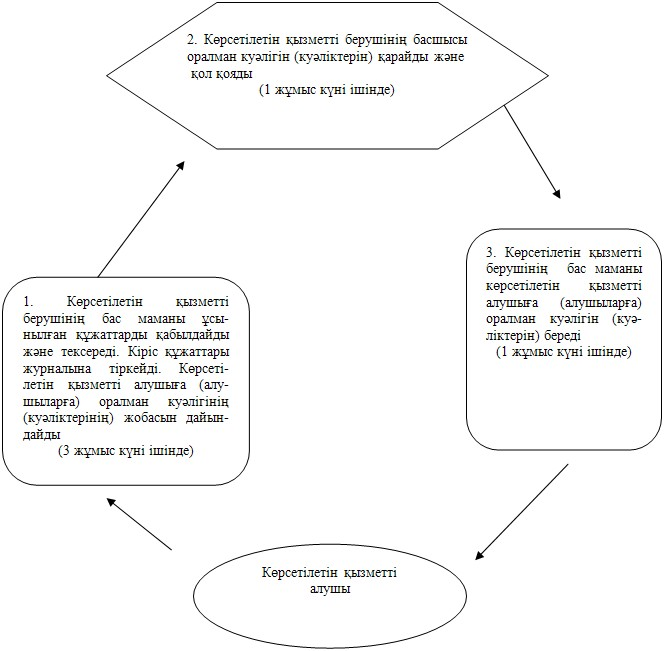 2. Көрсетілетін қызметті берушінің басшысы
оралман куәлігін (куәліктерін) қарайды және
қол қояды
(1 жұмыс күні ішінде)
3. Көрсетілетін қызметті
берушінің бас маманы
көрсетілетін қызметті
алушыға (алушыларға)
оралман куәлігін (куә-
ліктерін) береді
(1 жұмыс күні ішінде)
1. Көрсетілетін қызметті
берушінің бас маманы ұсы-
нылған құжаттарды қабылдайды
және тексереді. Кіріс құжаттары
журналына тіркейді. Көрсеті-
летін қызметті алушыға (алу-
шыларға) оралман куәлігінің
(куәліктерінің) жобасын дайын-
дайды
(3 жұмыс күні ішінде)
Көрсетілетін қызметті
алушы